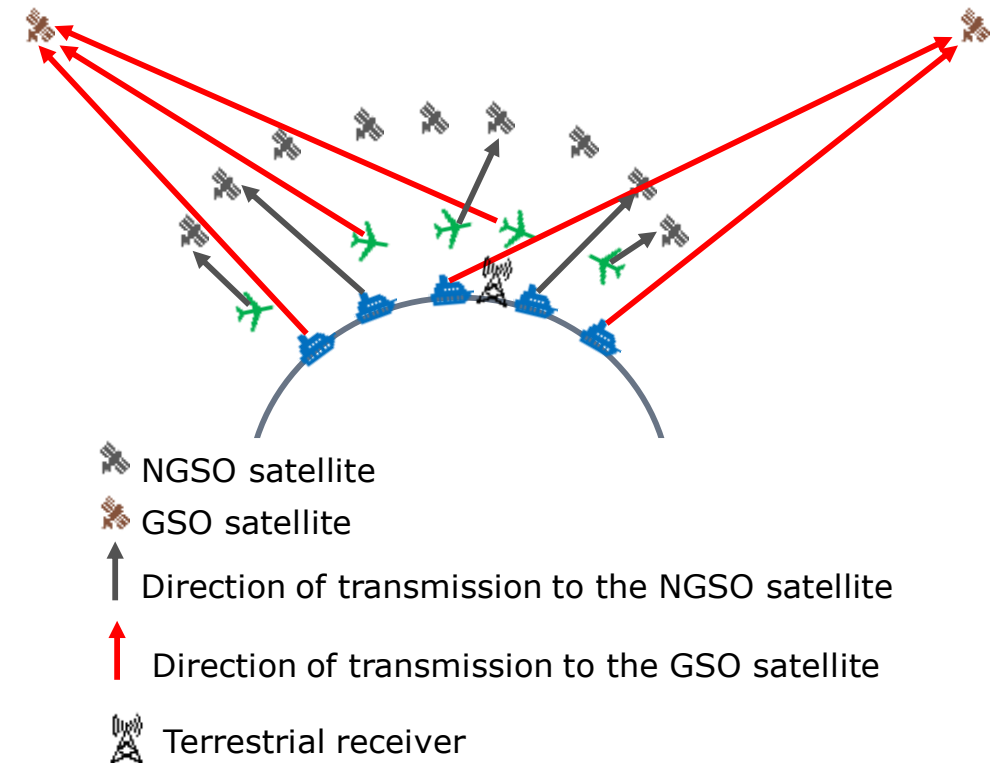 NGSO satellite
GSO satellite
Direction of transmission to the NGSO satellite
Direction of transmission to the GSO satellite
Terrestrial receiver